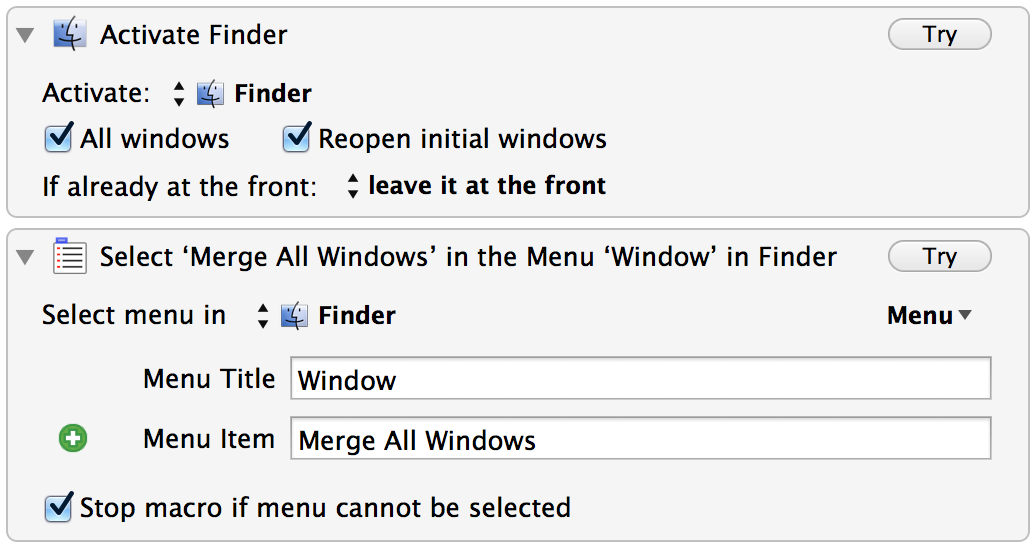 Activate Finder Try
Activate: Finder
All windows Reopen initial windows
If already at the front: leave it at the front
Select ‘Merge All Windows’ in the Menu ‘Window’ in Finder Try
Select menu in Finder Menu
Menu Title Window
Menu Item Merge All Windows
Stop macro if menu cannot be selected